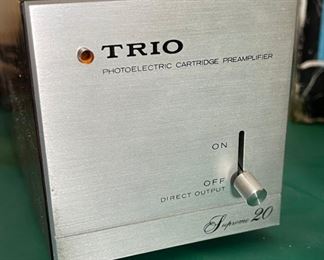 TRIO
PHOTOELECTRIC CARTRIDGE PREAMPLIFIER
ON
OFF
DIRECT OUTPUT
Supreme 20